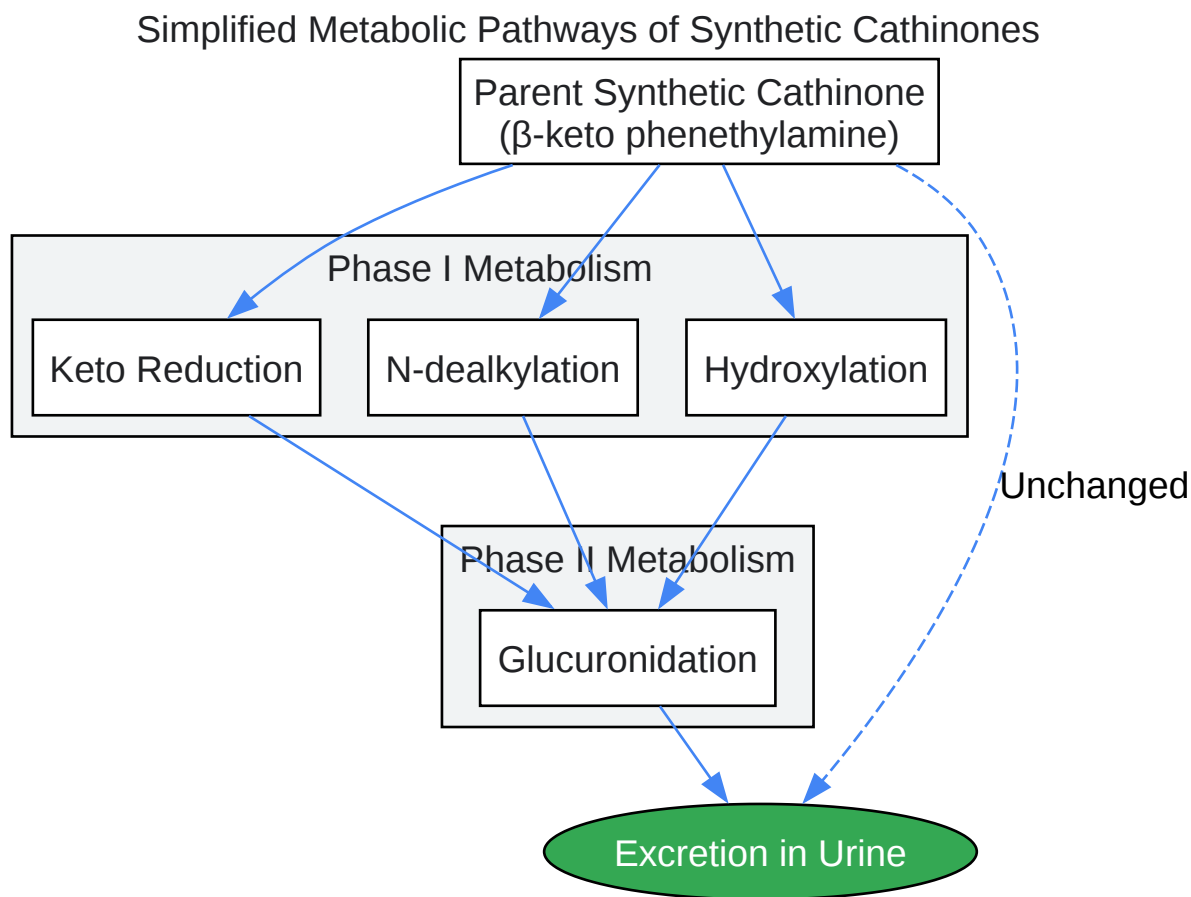 Simplified Metabolic Pathways of Synthetic Cathinones
Parent Synthetic Cathinone
(β-keto phenethylamine)
Phase I Metabolism
Keto Reduction
N-dealkylation
Hydroxylation
Unchanged
Phase II Metabolism
Glucuronidation
Excretion in Urine